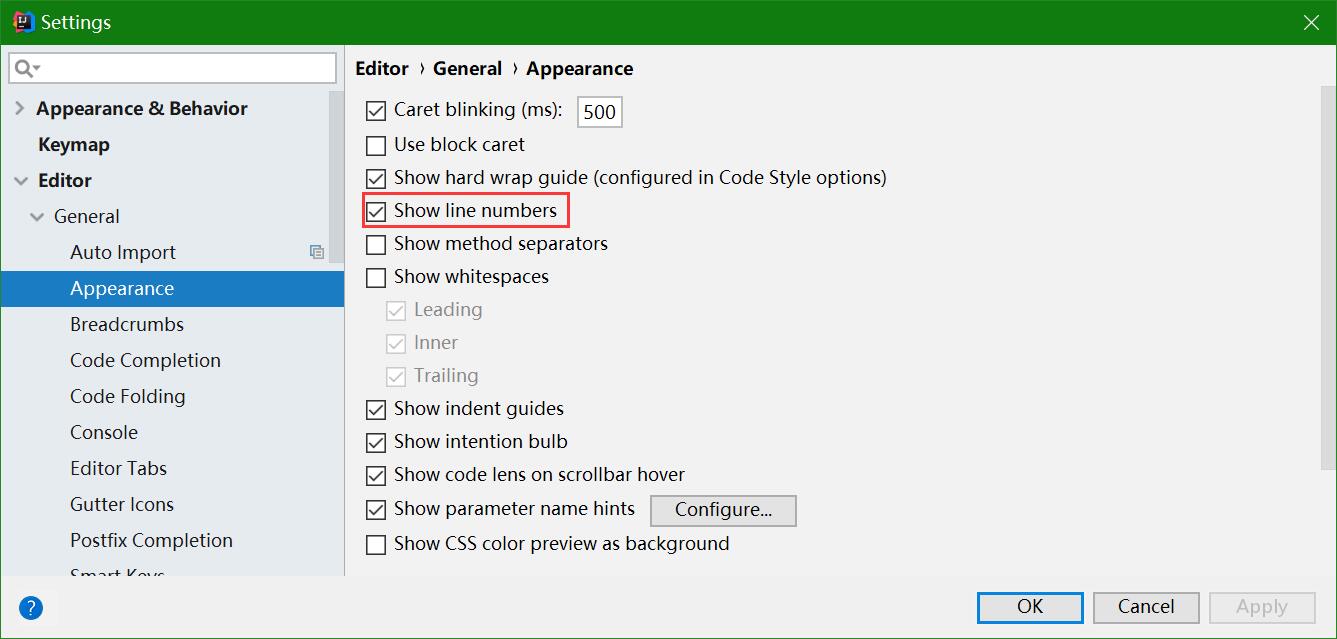 Settings
Appearance & Behavior
Keymap
Editor
General
Auto Import
Appearance
Breadcrumbs
Code Completion
Code Folding
Console
Editor Tabs
Gutter Icons
Postfix Completion
Smart Keys
Editor › General › Appearance
Caret blinking (ms): 500
Use block caret
Show hard wrap guide (configured in Code Style options)
Show line numbers
Show method separators
Show whitespaces
Leading
Inner
Trailing
Show indent guides
Show intention bulb
Show code lens on scrollbar hover
Show parameter name hints Configure...
Show CSS color preview as background
? OK Cancel Apply